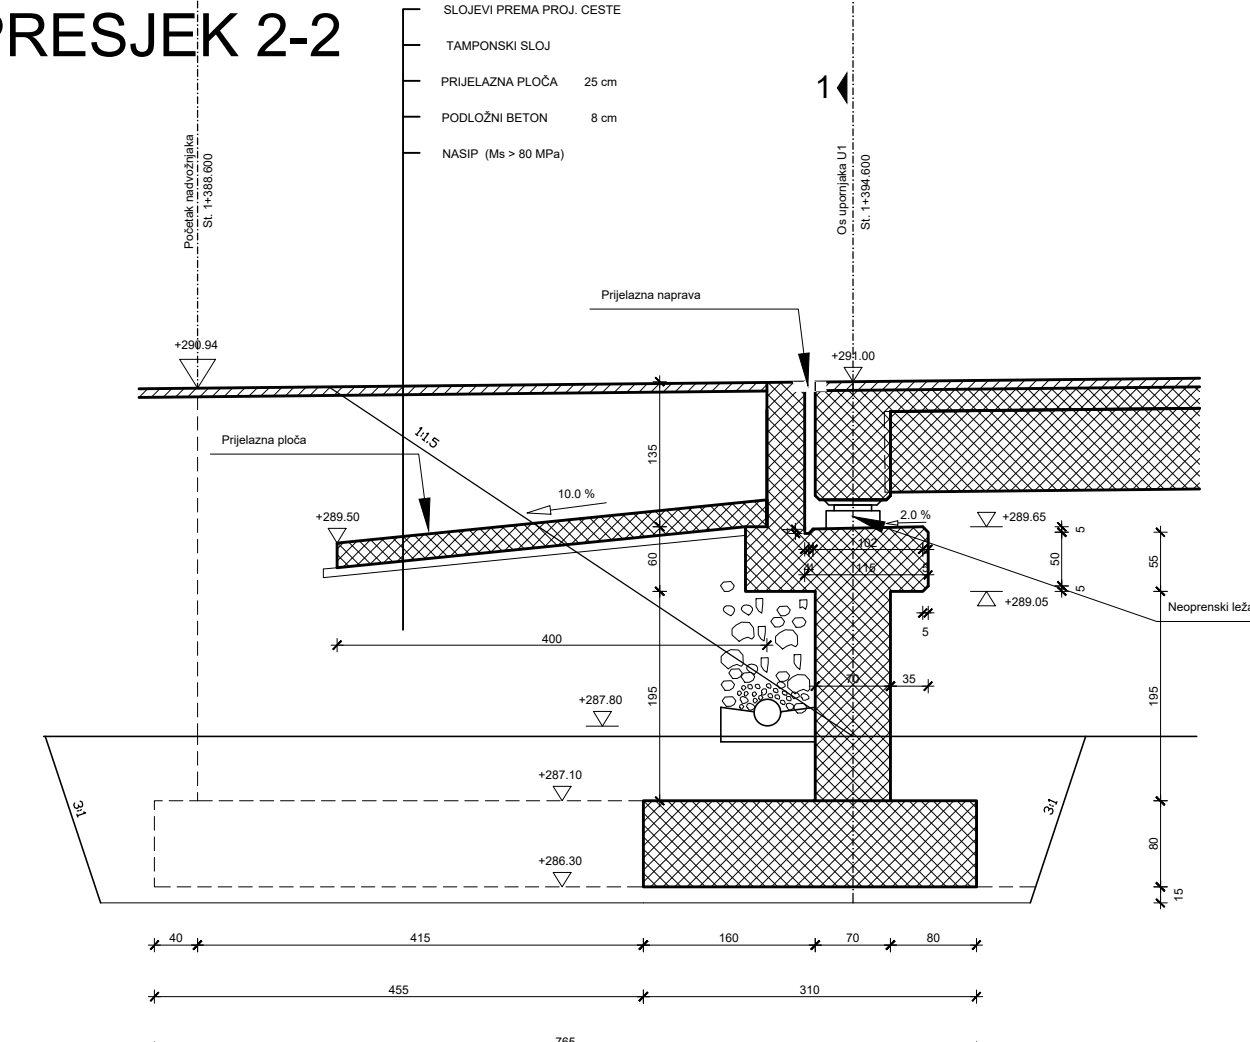 PRESJEK 2-2
SLOJEVI PREMA PROJ. CESTE
TAMPONSKI SLOJ
PRIJELAZNA PLOČA 25 cm
PODLOŽNI BETON 8 cm
NASIP (Ms > 80 MPa)
1
Početak nadvožnjaka
St. 1+388.600
Os upornjaka U1
St. 1+394.600
Prijelazna naprava
+290.94
+291.00
Prijelazna ploča
1:1.5
135
10.0 %
+289.50
2.0 %
+289.65
5
102
60
50
55
115
5
+289.05
Neoprenski leža
5
400
70
35
195
195
+287.80
+287.10
3:1
3:1
80
+286.30
15
40
415
160
70
80
455
310
765